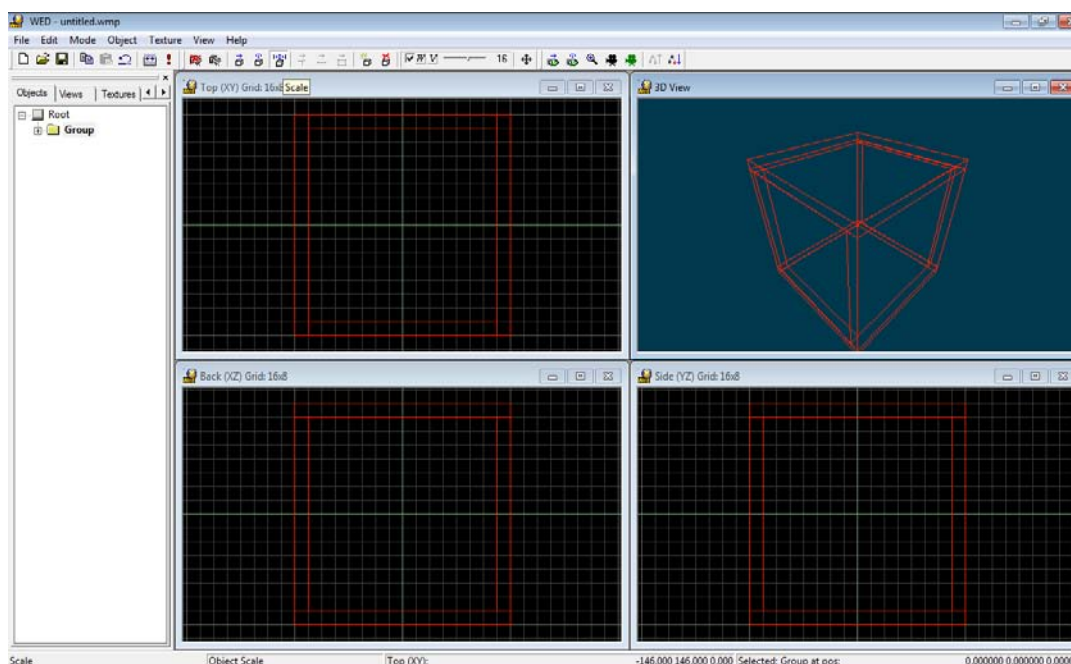 WED - untitled.wmp
File Edit Mode Object Texture View Help
16
Objects Views Textures
Root
Group
Top (XY) Grid: 16x8
Scale
3D View
Back (XZ) Grid: 16x8
Side (YZ) Grid: 16x8
Scale Object Scale Top (XY): -146.000 146.000 0.000 Selected: Group at pos: 0.000000 0.000000 0.0000